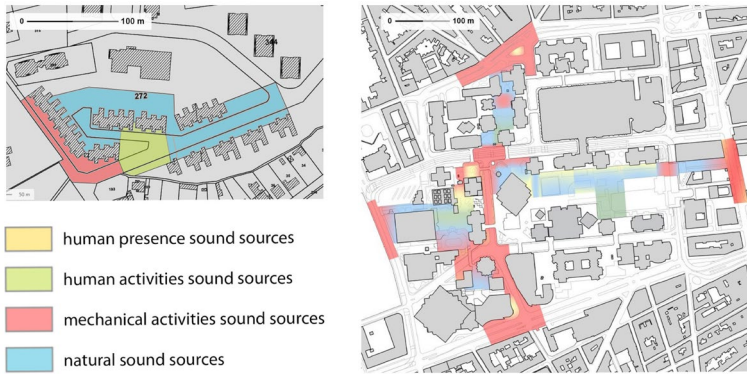 0 100 m
344
272
50 m
human presence sound sources
human activities sound sources
mechanical activities sound sources
natural sound sources
0 100 m